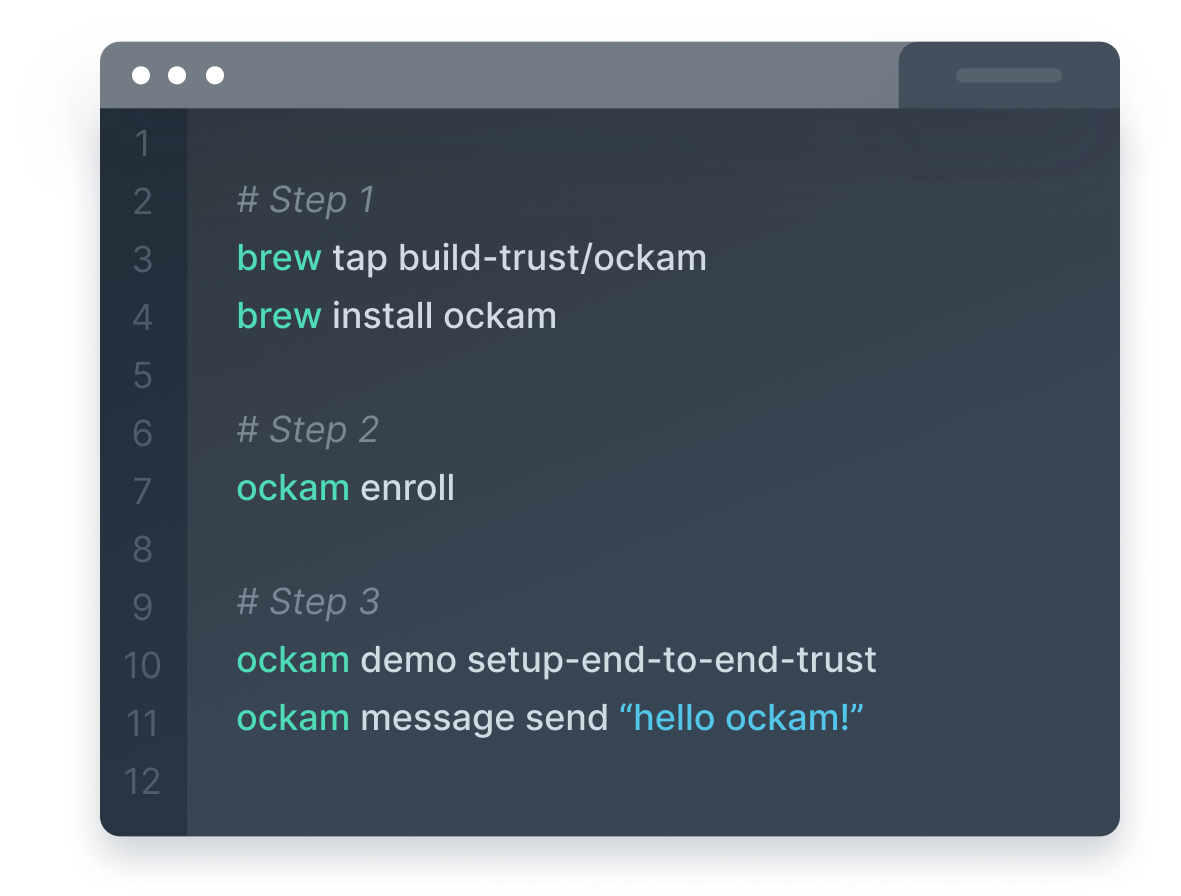 1
2 # Step 1
3 brew tap build-trust/ockam
4 brew install ockam
5
6 # Step 2
7 ockam enroll
8
9 # Step 3
10 ockam demo setup-end-to-end-trust
11 ockam message send “hello ockam!”
12